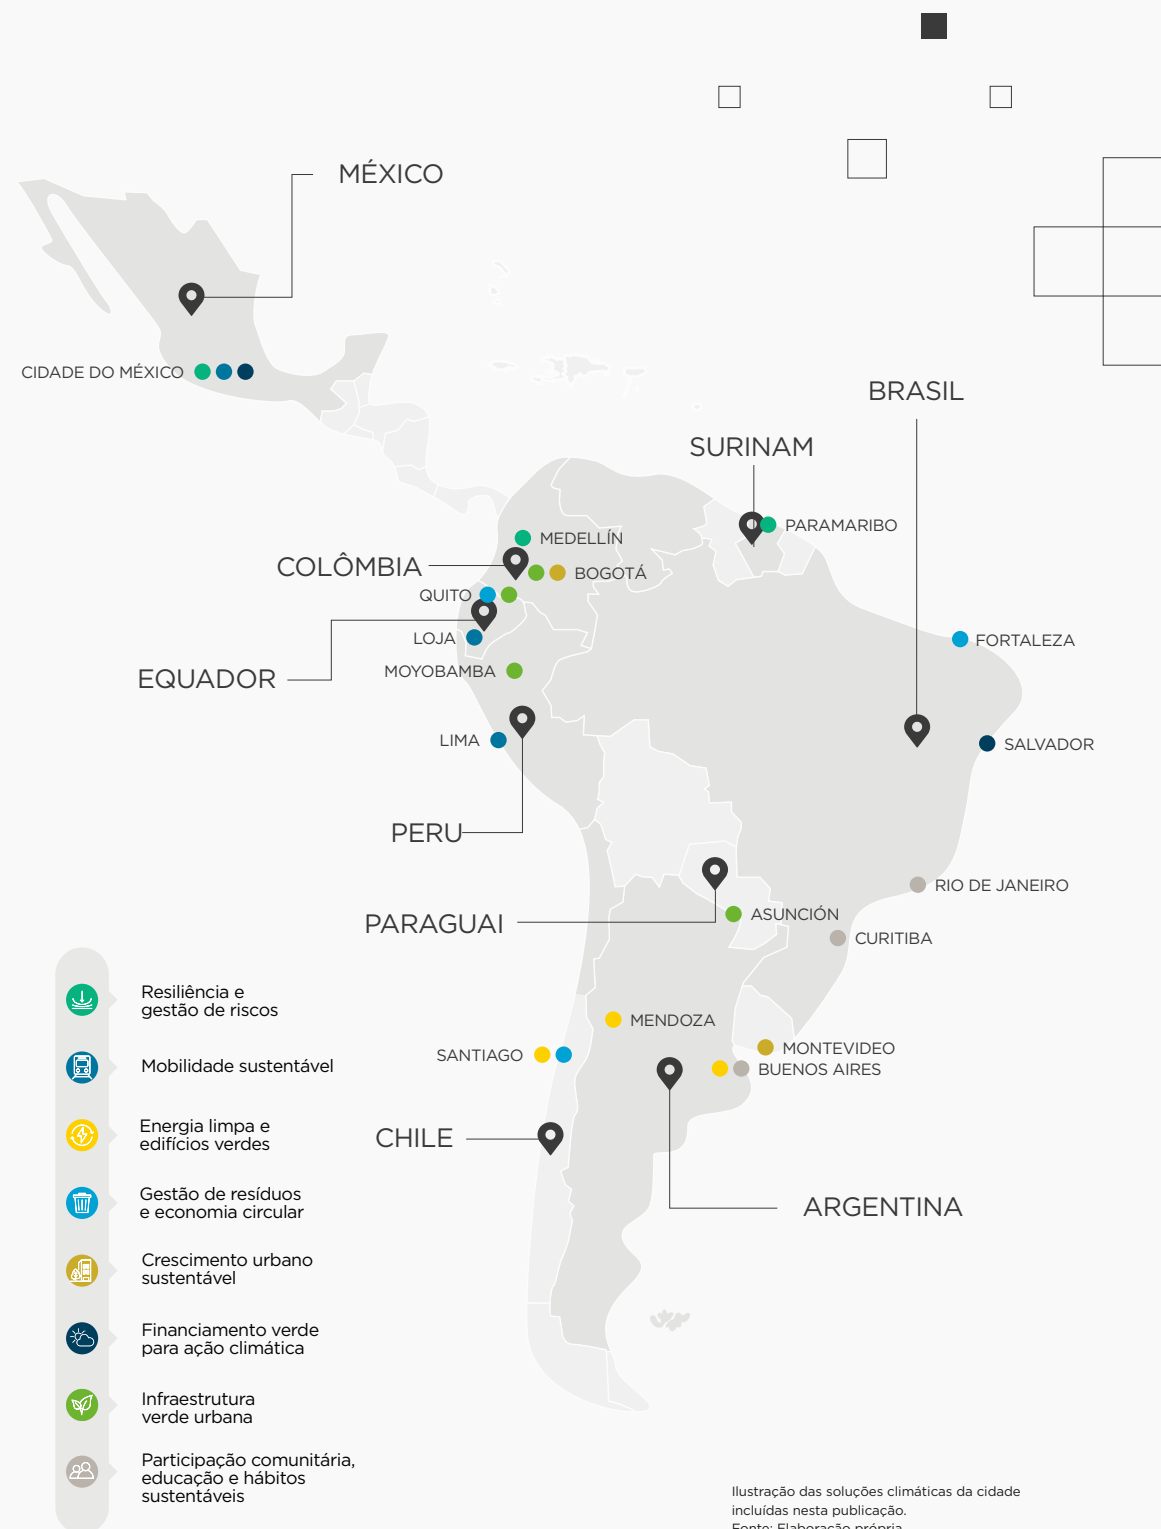 MÉXICO
CIDADE DO MÉXICO
BRASIL
SURINAM
PARAMARIBO
MEDELLÍN
COLÔMBIA
BOGOTÁ
QUITO
LOJA
FORTALEZA
MOYOBAMBA
EQUADOR
LIMA
SALVADOR
PERU
RIO DE JANEIRO
PARAGUAI
ASUNCIÓN
CURITIBA
MENDOZA
SANTIAGO
MONTEVIDEO
BUENOS AIRES
CHILE
ARGENTINA
Resiliência e
gestão de riscos
Mobilidade sustentável
Energia limpa e
edifícios verdes
Gestão de resíduos
e economia circular
Crescimento urbano
sustentável
Financiamento verde
para ação climática
Infraestrutura
verde urbana
Participação comunitária,
educação e hábitos
sustentáveis
Ilustração das soluções climáticas da cidade
incluídas nesta publicação.
Fonte: Elaboração própria